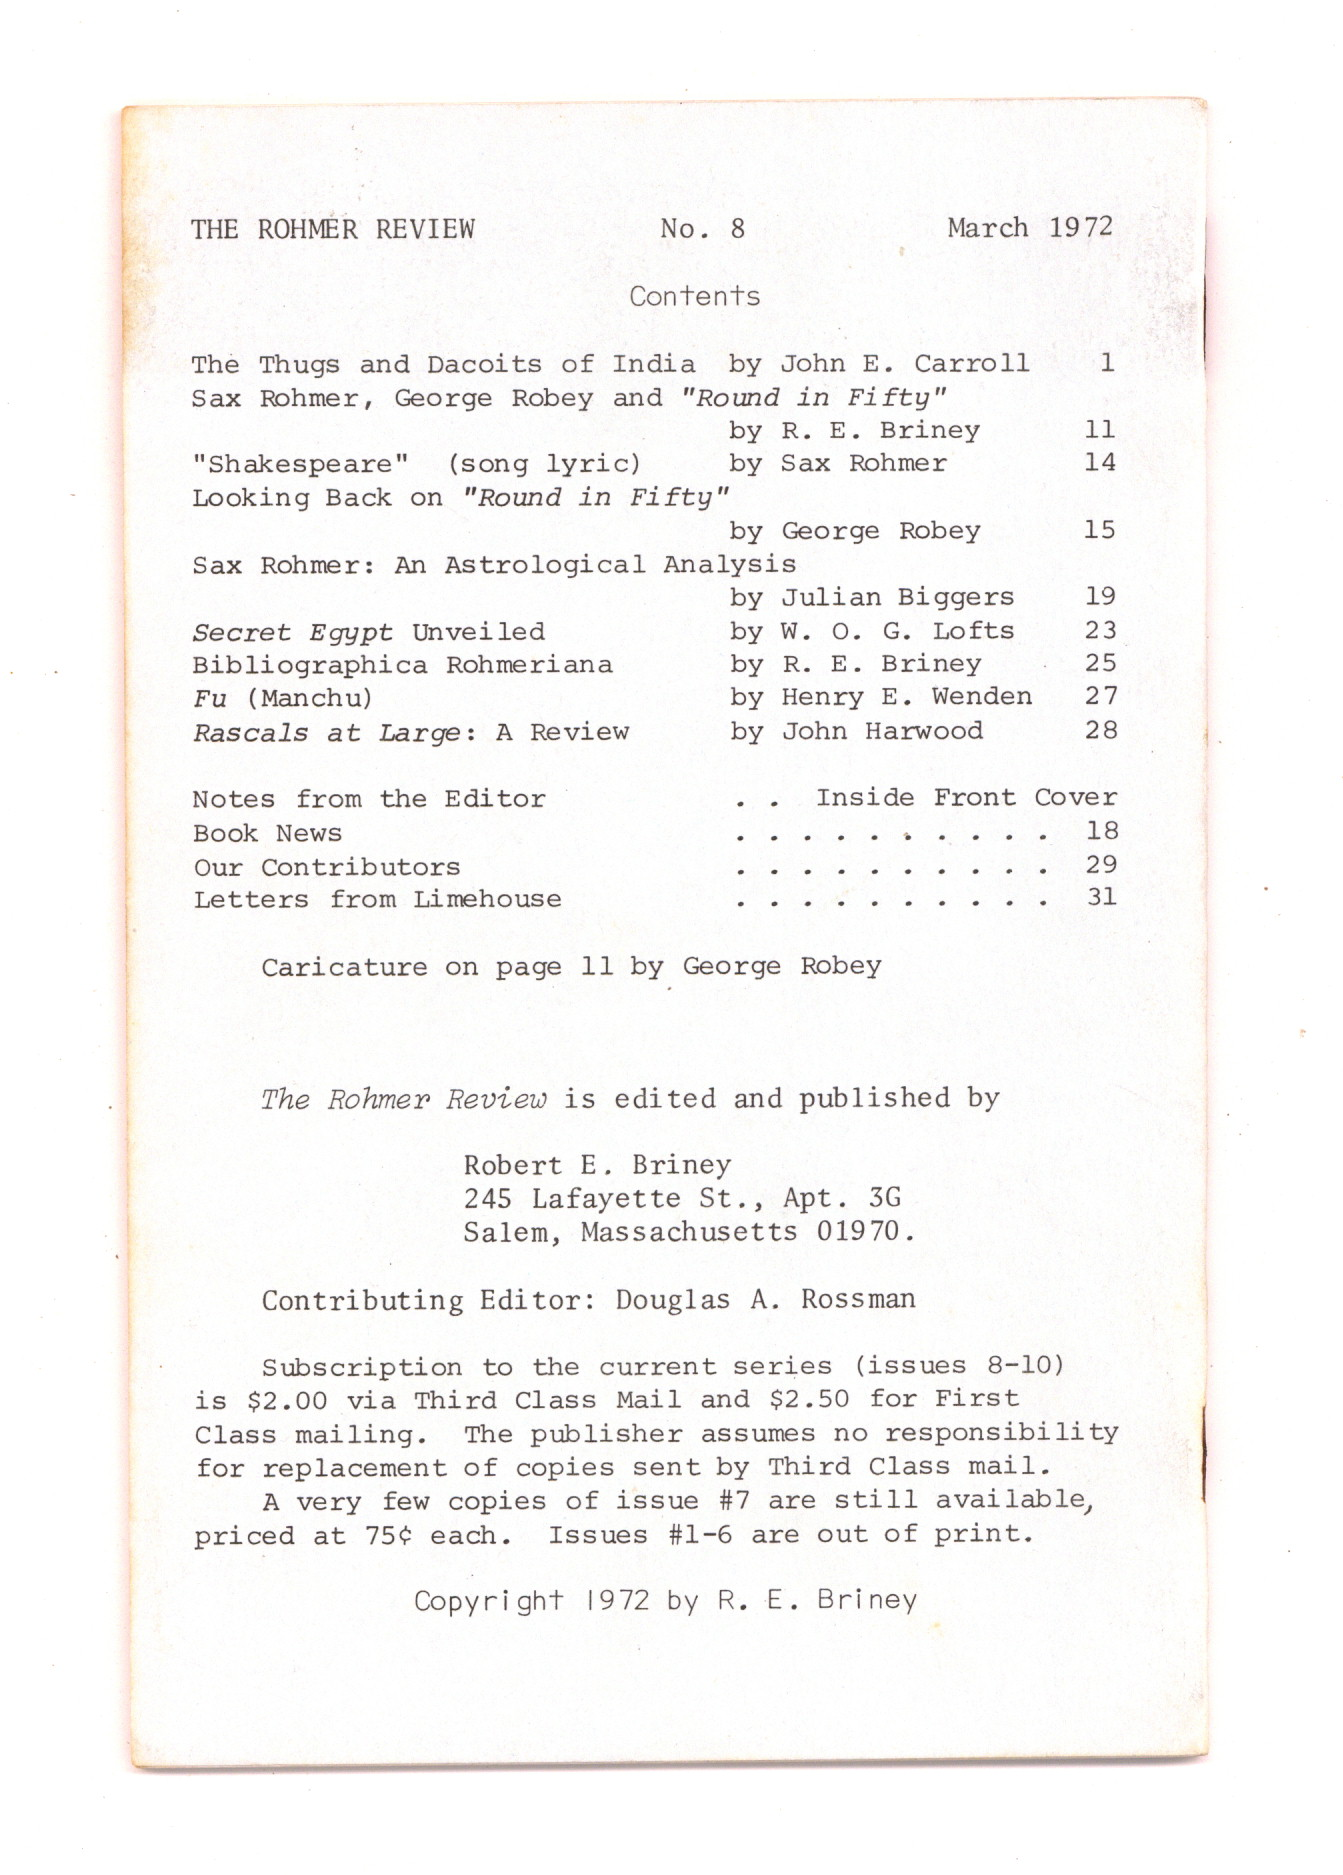 THE ROHMER REVIEW No. 8 March 1972
Contents
The Thugs and Dacoits of India by John E. Carroll 1
Sax Rohmer, George Robey and "Round in Fifty"
by R. E. Briney 11
"Shakespeare" (song lyric) by Sax Rohmer 14
Looking Back on "Round in Fifty"
by George Robey 15
Sax Rohmer: An Astrological Analysis
by Julian Biggers 19
Secret Egypt Unveiled by W. O. G. Lofts 23
Bibliographica Rohmeriana by R. E. Briney 25
Fu (Manchu) by Henry E. Wenden 27
Rascals at Large: A Review by John Harwood 28
Notes from the Editor . . Inside Front Cover
Book News . . . . . . . . . . 18
Our Contributors . . . . . . . . . . 29
Letters from Limehouse . . . . . . . . . . 31
Caricature on page 11 by George Robey
The Rohmer Review is edited and published by
Robert E. Briney
245 Lafayette St., Apt. 3G
Salem, Massachusetts 01970.
Contributing Editor: Douglas A. Rossman
Subscription to the current series (issues 8-10)
is $2.00 via Third Class Mail and $2.50 for First
Class mailing. The publisher assumes no responsibility
for replacement of copies sent by Third Class mail.
A very few copies of issue #7 are still available,
priced at 75¢ each. Issues #1-6 are out of print.
Copyright 1972 by R. E. Briney